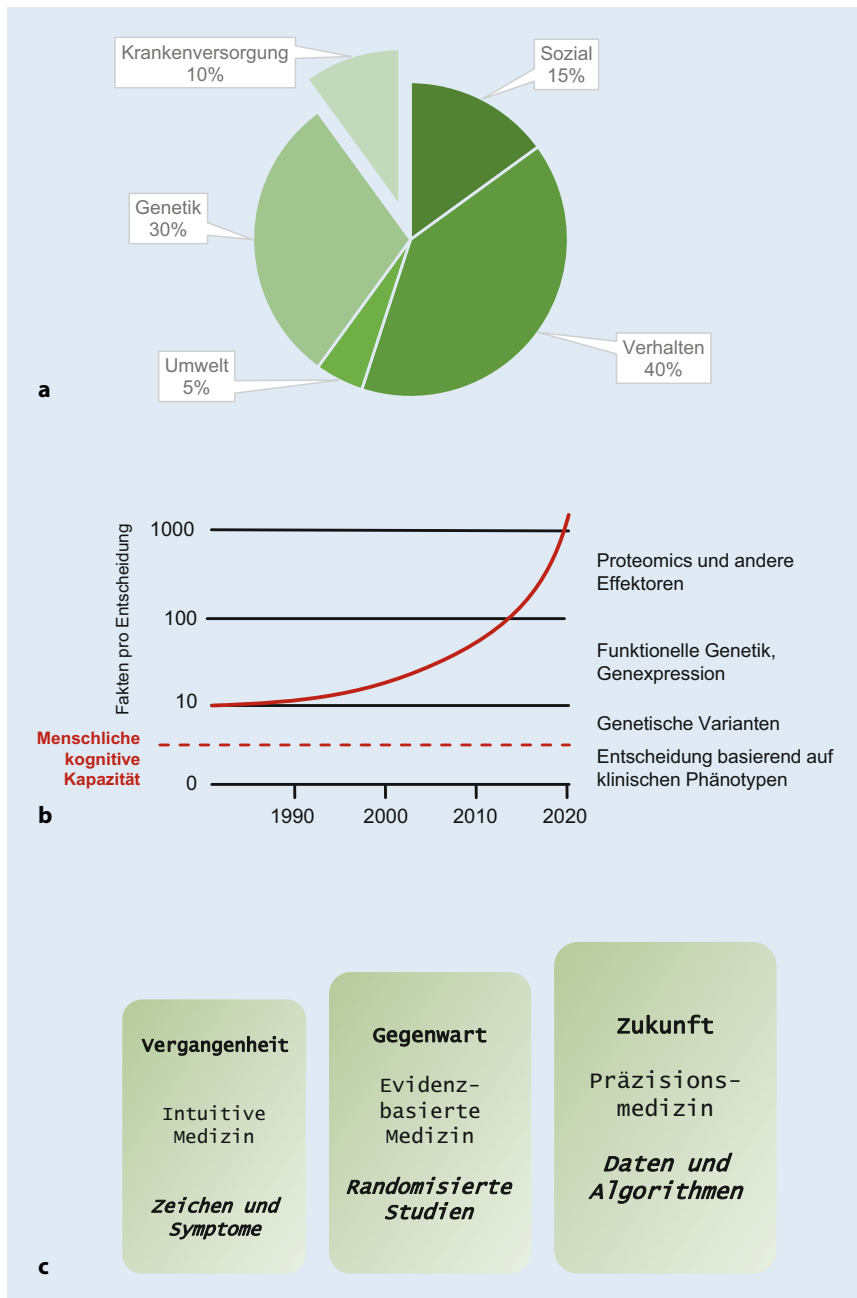 Krankenversorgung
10%
Sozial
15%
Genetik
30%
Verhalten
40%
Umwelt
5%
a
Fakten pro Entscheidung
1000
100
10
0
Menschliche
kognitive
Kapazität
1990 2000 2010 2020
Proteomics und andere
Effektoren
Funktionelle Genetik,
Genexpression
Genetische Varianten
Entscheidung basierend auf
klinischen Phänotypen
b
Vergangenheit
Intuitive
Medizin
Zeichen und
Symptome
Gegenwart
Evidenz-
basierte
Medizin
Randomisierte
Studien
Zukunft
Präzisions-
medizin
Daten und
Algorithmen
c